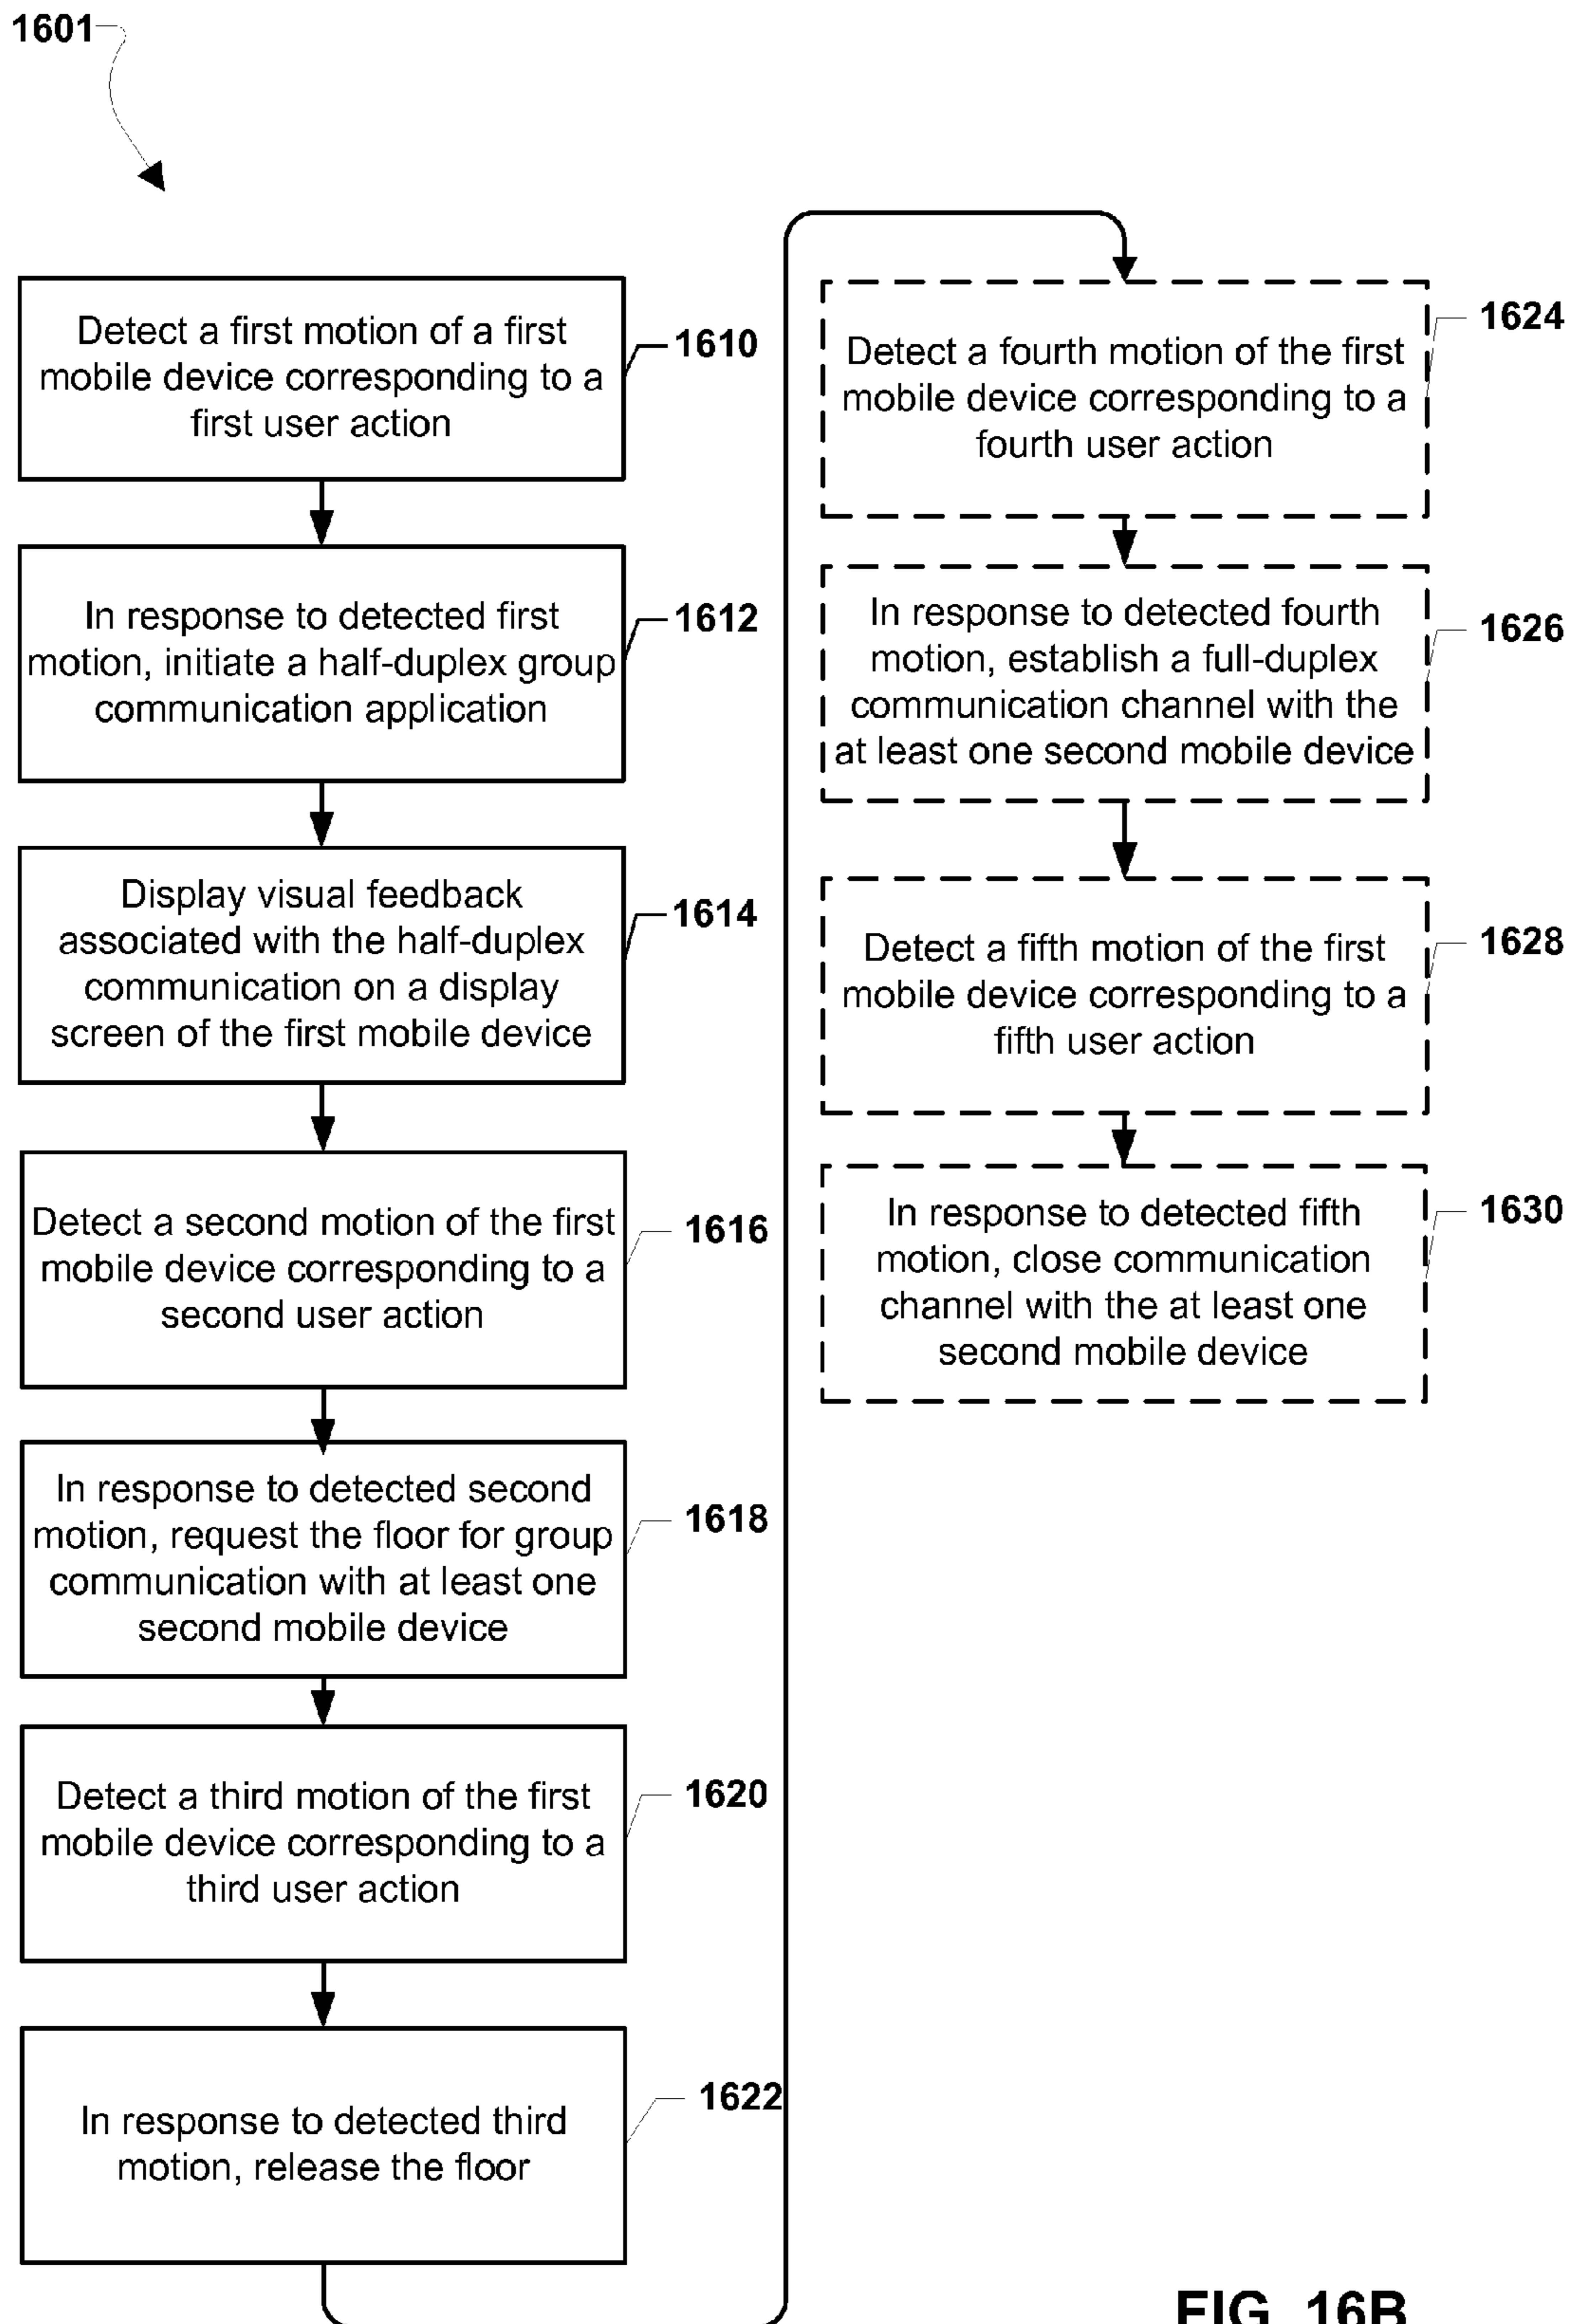 1601
Detect a first motion of a first
mobile device corresponding to a
first user action
1610
In response to detected first
motion, initiate a half-duplex group
communication application
1612
Display visual feedback
associated with the half-duplex
communication on a display
screen of the first mobile device
1614
Detect a second motion of the first
mobile device corresponding to a
second user action
1616
In response to detected second
motion, request the floor for group
communication with at least one
second mobile device
1618
Detect a third motion of the first
mobile device corresponding to a
third user action
1620
In response to detected third
motion, release the floor
1622
Detect a fourth motion of the first
mobile device corresponding to a
fourth user action
1624
In response to detected fourth
motion, establish a full-duplex
communication channel with the
at least one second mobile device
1626
Detect a fifth motion of the first
mobile device corresponding to a
fifth user action
1628
In response to detected fifth
motion, close communication
channel with the at least one
second mobile device
1630
FIG. 16B